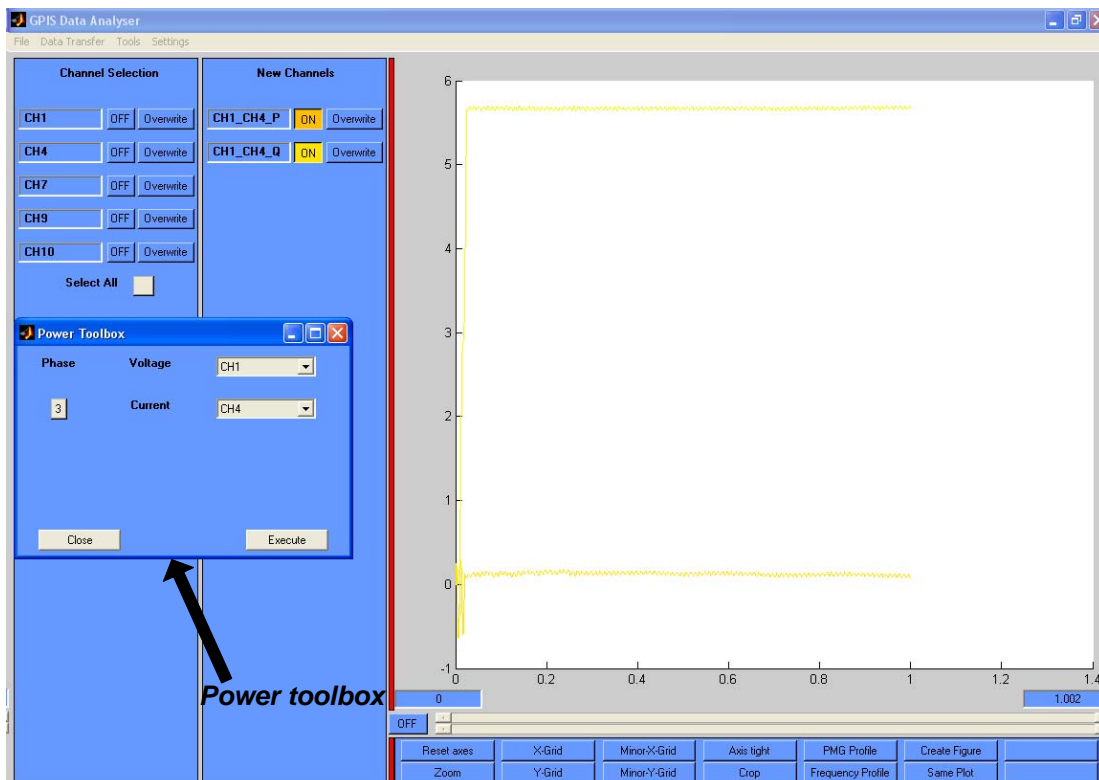 GPIS Data Analyser
File Data Transfer Tools Settings
Channel Selection
CH1 OFF Overwrite
CH4 OFF Overwrite
CH7 OFF Overwrite
CH9 OFF Overwrite
CH10 OFF Overwrite
Select All
New Channels
CH1_CH4_P ON Overwrite
CH1_CH4_Q ON Overwrite
Power Toolbox
Phase Voltage CH1
3 Current CH4
Close Execute
Power toolbox
6
5
4
3
2
1
0
-1
0 0.2 0.4 0.6 0.8 1 1.2 1.4
0 1.002
OFF
Reset axes X-Grid Minor-X-Grid Axis tight PMG Profile Create Figure
Zoom Y-Grid Minor-Y-Grid Crop Frequency Profile Same Plot